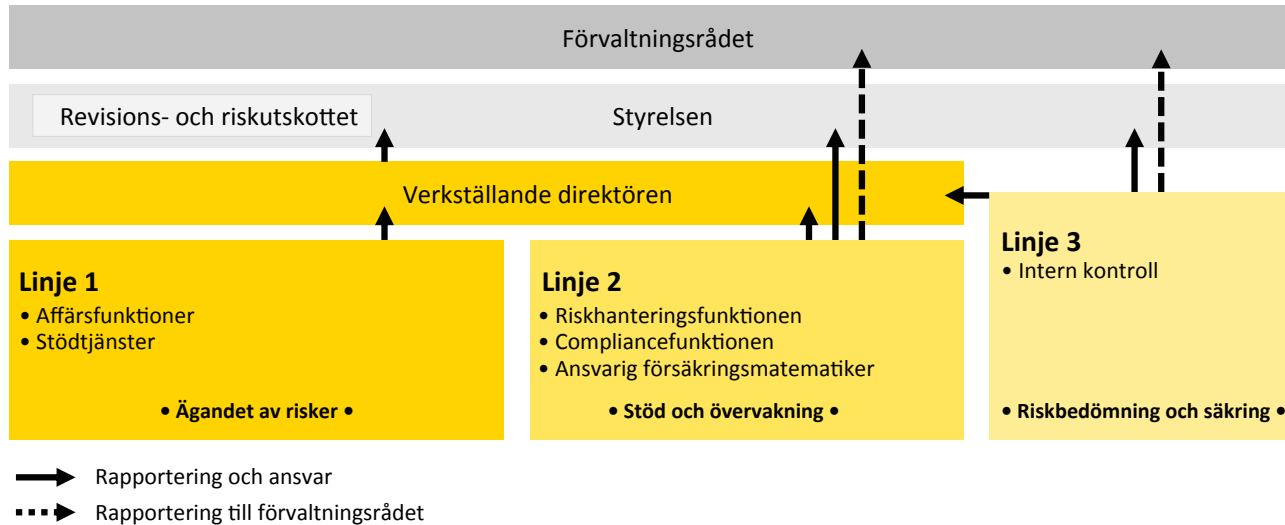 Förvaltningsrådet
Revisions- och riskutskottet
Styrelsen
Verkställande direktören
Linje 1
• Affärsfunktioner
• Stödtjänster
• Ägandet av risker •
Linje 2
• Riskhanteringsfunktionen
• Compliancefunktionen
• Ansvarig försäkringsmatematiker
• Stöd och övervakning •
Linje 3
• Intern kontroll
• Riskbedömning och säkring •
Rapportering och ansvar
Rapportering till förvaltningsrådet